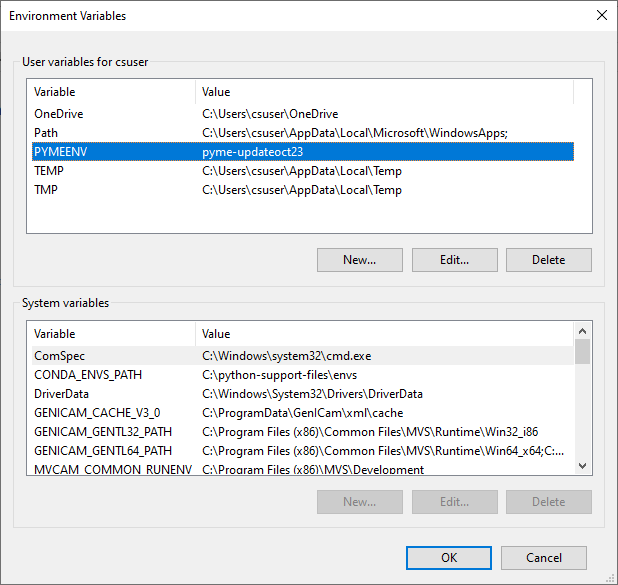 Environment Variables
User variables for csuser
Variable Value
OneDrive C:\Users\csuser\OneDrive
Path C:\Users\csuser\AppData\Local\Microsoft\WindowsApps;
PYMEENV pyme-updateoct23
TEMP C:\Users\csuser\AppData\Local\Temp
TMP C:\Users\csuser\AppData\Local\Temp
New... Edit... Delete
System variables
Variable Value
ComSpec C:\Windows\system32\cmd.exe
CONDA_ENVS_PATH C:\python-support-files\envs
DriverData C:\Windows\System32\Drivers\DriverData
GENICAM_CACHE_V3_0 C:\ProgramData\GenICam\xml\cache
GENICAM_GENTL32_PATH C:\Program Files (x86)\Common Files\MVS\Runtime\Win32_i86
GENICAM_GENTL64_PATH C:\Program Files (x86)\Common Files\MVS\Runtime\Win64_x64;C:...
MVCAM_COMMON_RUNENV C:\Program Files (x86)\MVS\Development
New... Edit... Delete
OK Cancel